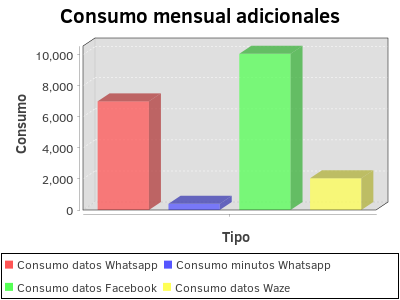 Consumo mensual adicionales
10,000
8,000
6,000
4,000
2,000
0
Consumo
Tipo
Consumo datos Whatsapp Consumo minutos Whatsapp
Consumo datos Facebook Consumo datos Waze